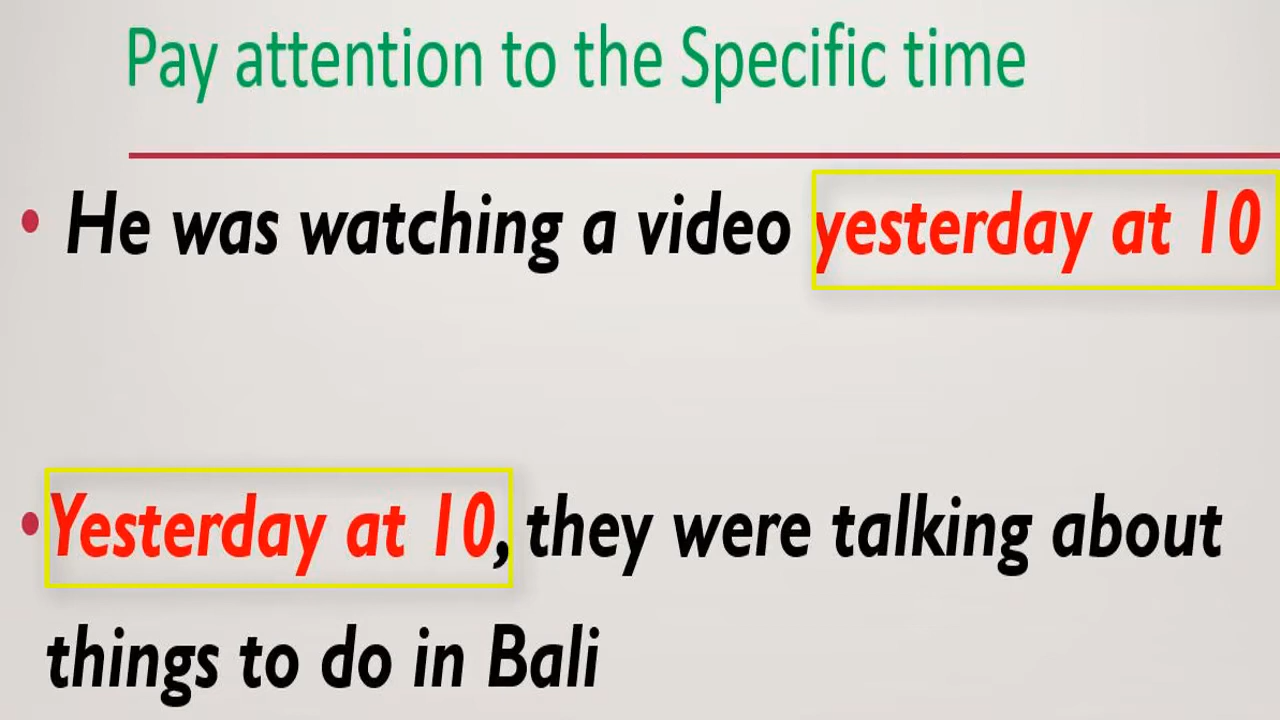 Pay attention to the Specific time
• He was watching a video yesterday at 10
• Yesterday at 10, they were talking about
things to do in Bali